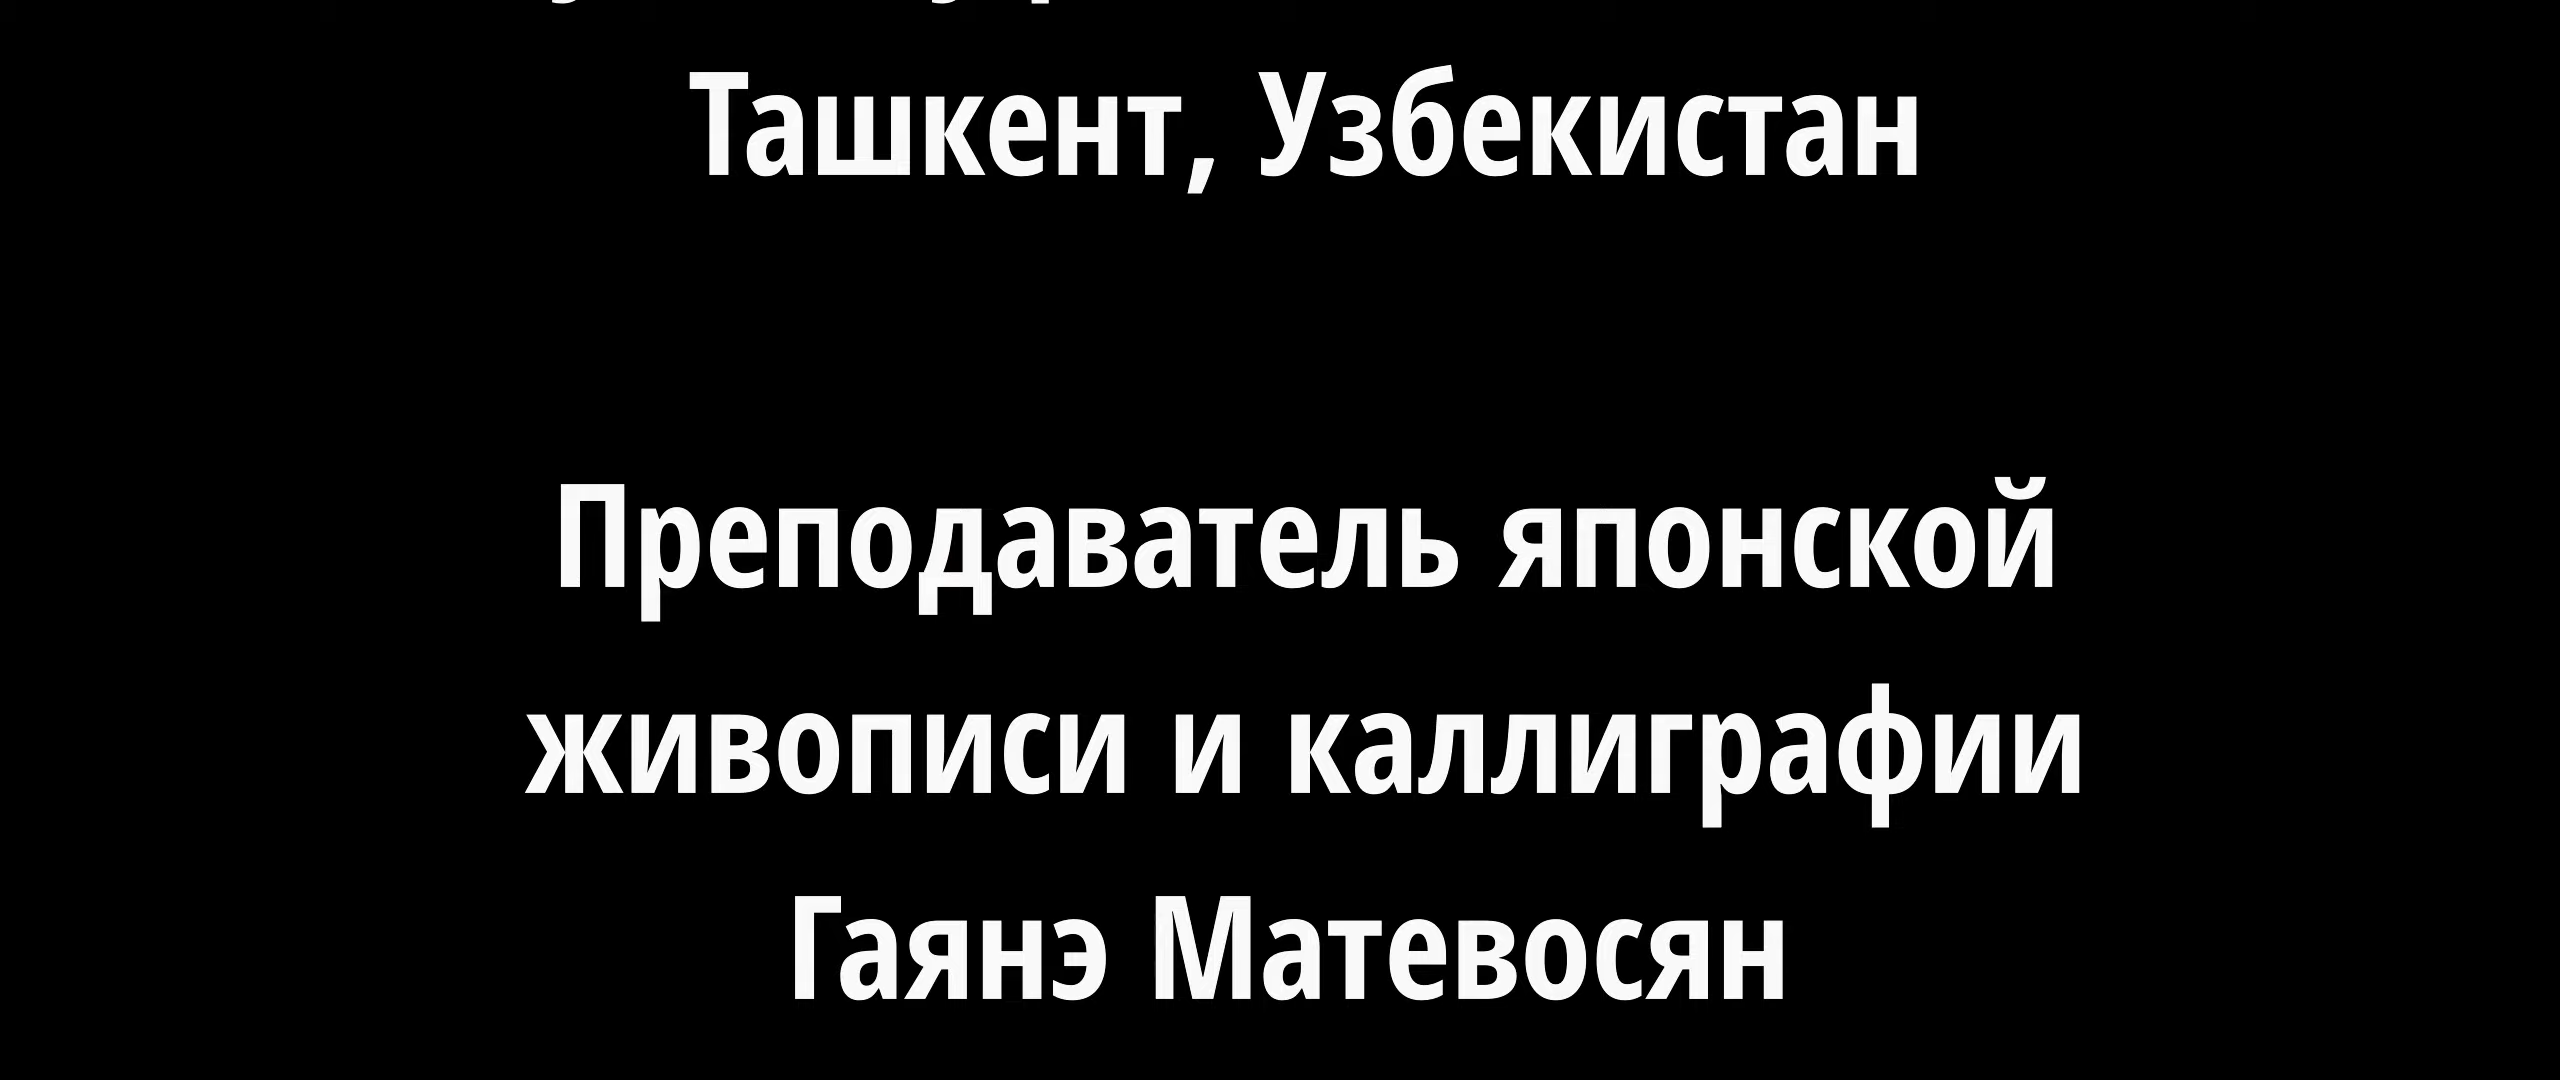 Ташкент, Узбекистан
Преподаватель японской
живописи и каллиграфии
Гаянэ Матевосян